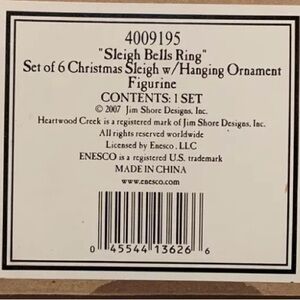 4009195
"Sleigh Bells Ring"
Set of 6 Christmas Sleigh w/Hanging Ornament
Figurine
CONTENTS: 1 SET
© 2007 Jim Shore Designs, Inc.
Heartwood Creek is a registered mark of Jim Shore Designs, Inc.
All rights reserved worldwide
Licensed by Enesco, LLC
ENESCO is a registered U.S. trademark
MADE IN CHINA
www.enesco.com
0 45544 13626 6